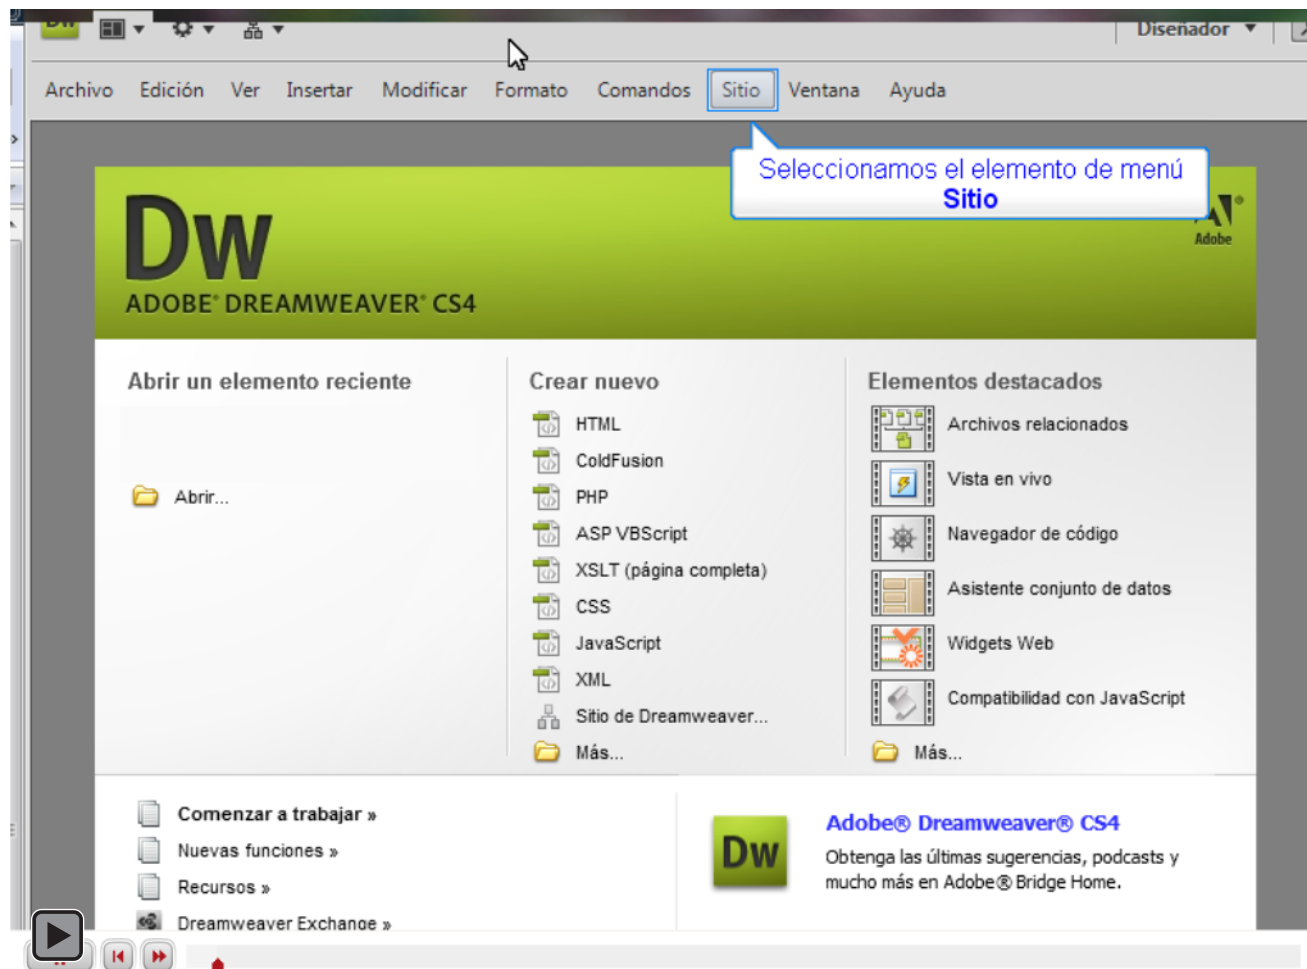 Dw
Diseñador
Archivo Edición Ver Insertar Modificar Formato Comandos Sitio Ventana Ayuda
Seleccionamos el elemento de menú
Sitio
Dw
ADOBE® DREAMWEAVER® CS4
Adobe
Abrir un elemento reciente
Abrir...
Crear nuevo
HTML
ColdFusion
PHP
ASP VBScript
XSLT (página completa)
CSS
JavaScript
XML
Sitio de Dreamweaver...
Más...
Elementos destacados
Archivos relacionados
Vista en vivo
Navegador de código
Asistente conjunto de datos
Widgets Web
Compatibilidad con JavaScript
Más...
Comenzar a trabajar »
Nuevas funciones »
Recursos »
Dreamweaver Exchange »
Dw
Adobe® Dreamweaver® CS4
Obtenga las últimas sugerencias, podcasts y
mucho más en Adobe® Bridge Home.